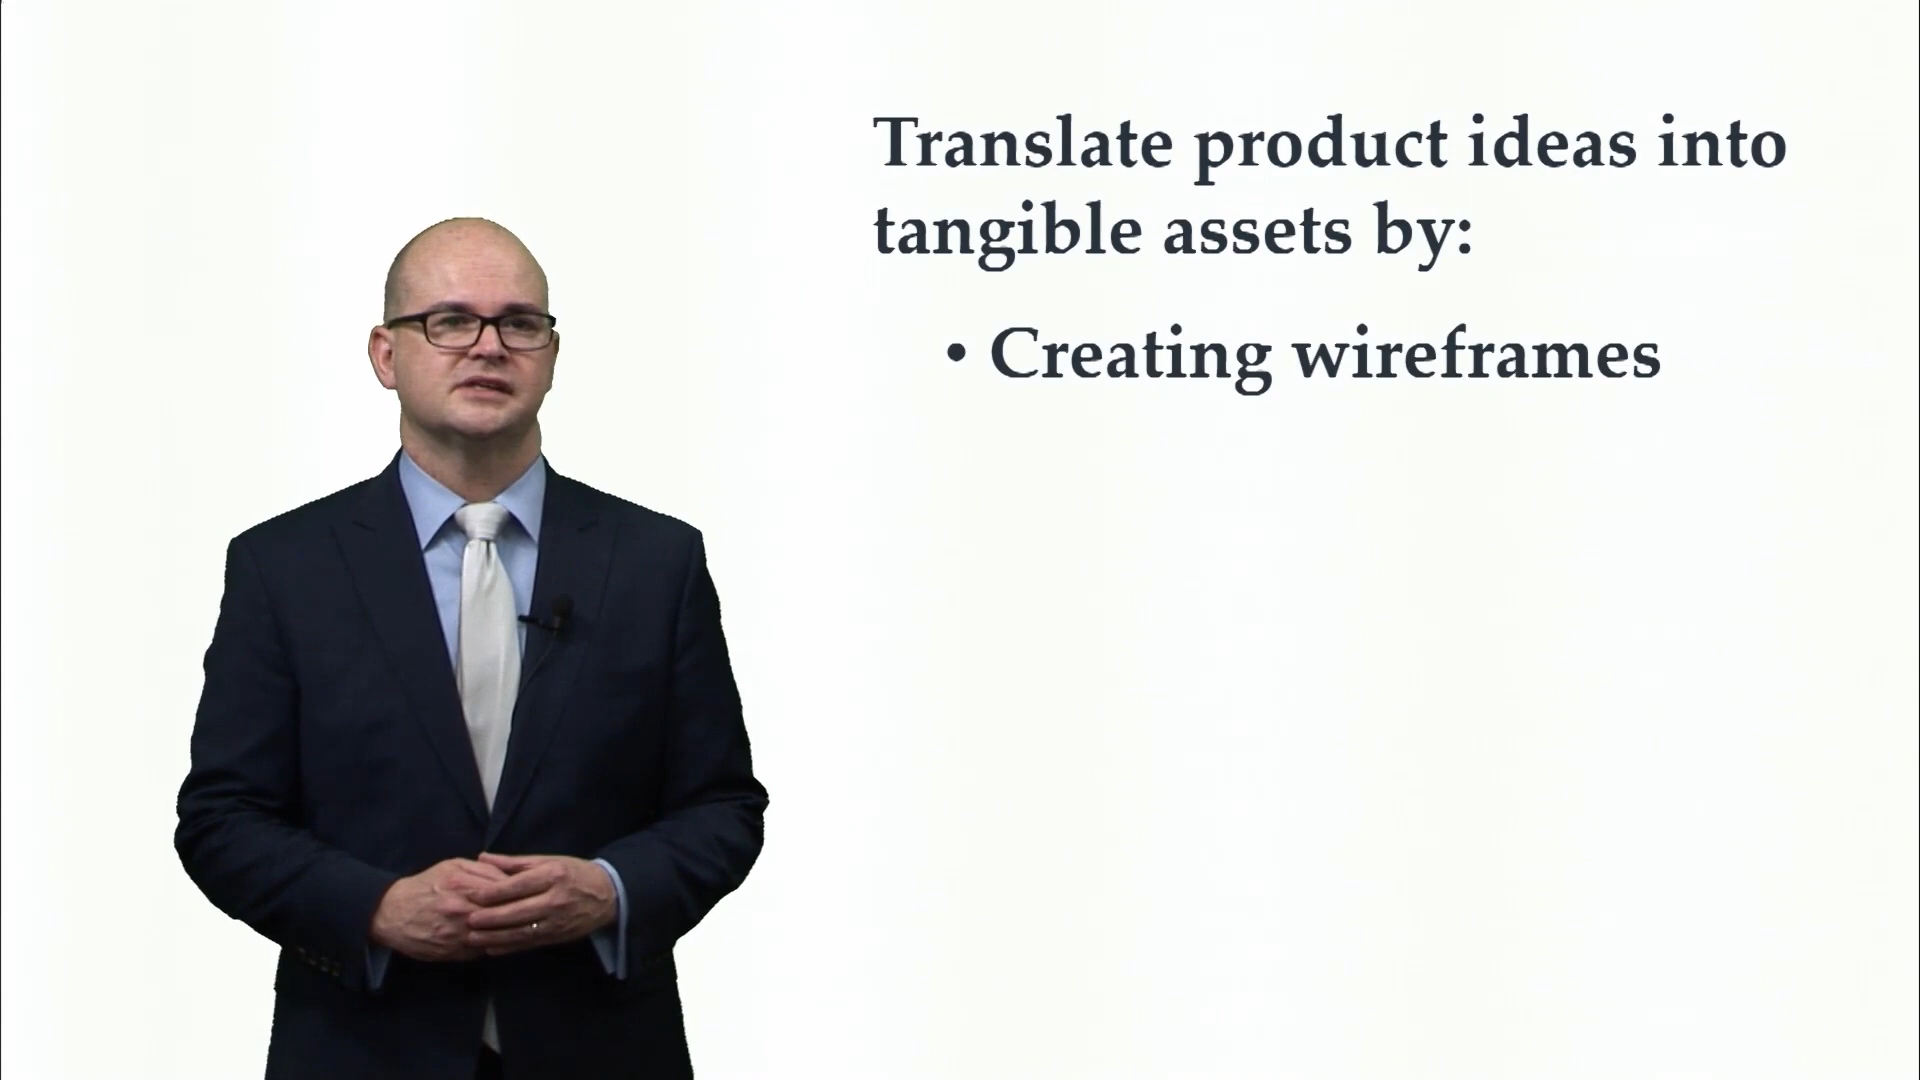 Translate product ideas into
tangible assets by:
• Creating wireframes